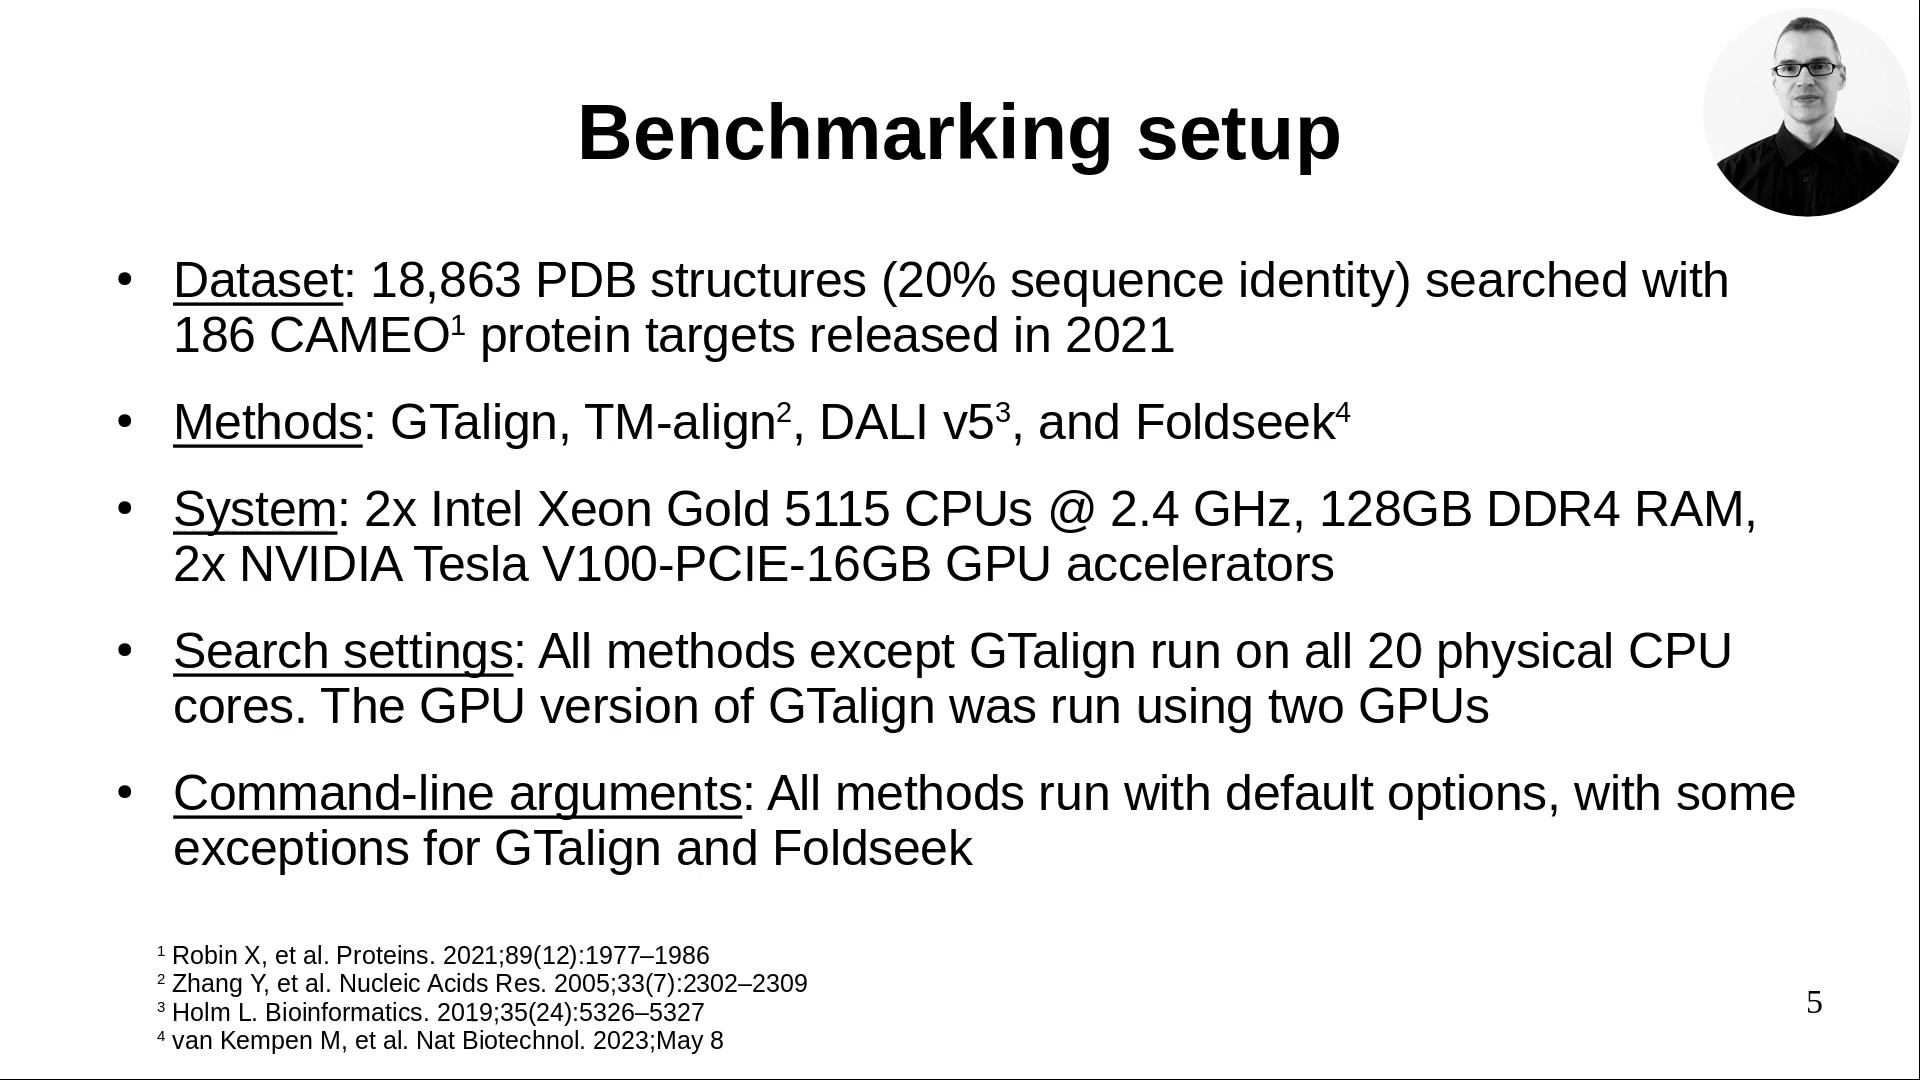 Benchmarking setup
• Dataset: 18,863 PDB structures (20% sequence identity) searched with
186 CAMEO¹ protein targets released in 2021
• Methods: GTalign, TM-align², DALI v5³, and Foldseek⁴
• System: 2x Intel Xeon Gold 5115 CPUs @ 2.4 GHz, 128GB DDR4 RAM,
2x NVIDIA Tesla V100-PCIE-16GB GPU accelerators
• Search settings: All methods except GTalign run on all 20 physical CPU
cores. The GPU version of GTalign was run using two GPUs
• Command-line arguments: All methods run with default options, with some
exceptions for GTalign and Foldseek
¹ Robin X, et al. Proteins. 2021;89(12):1977–1986
² Zhang Y, et al. Nucleic Acids Res. 2005;33(7):2302–2309
³ Holm L. Bioinformatics. 2019;35(24):5326–5327
⁴ van Kempen M, et al. Nat Biotechnol. 2023;May 8
5